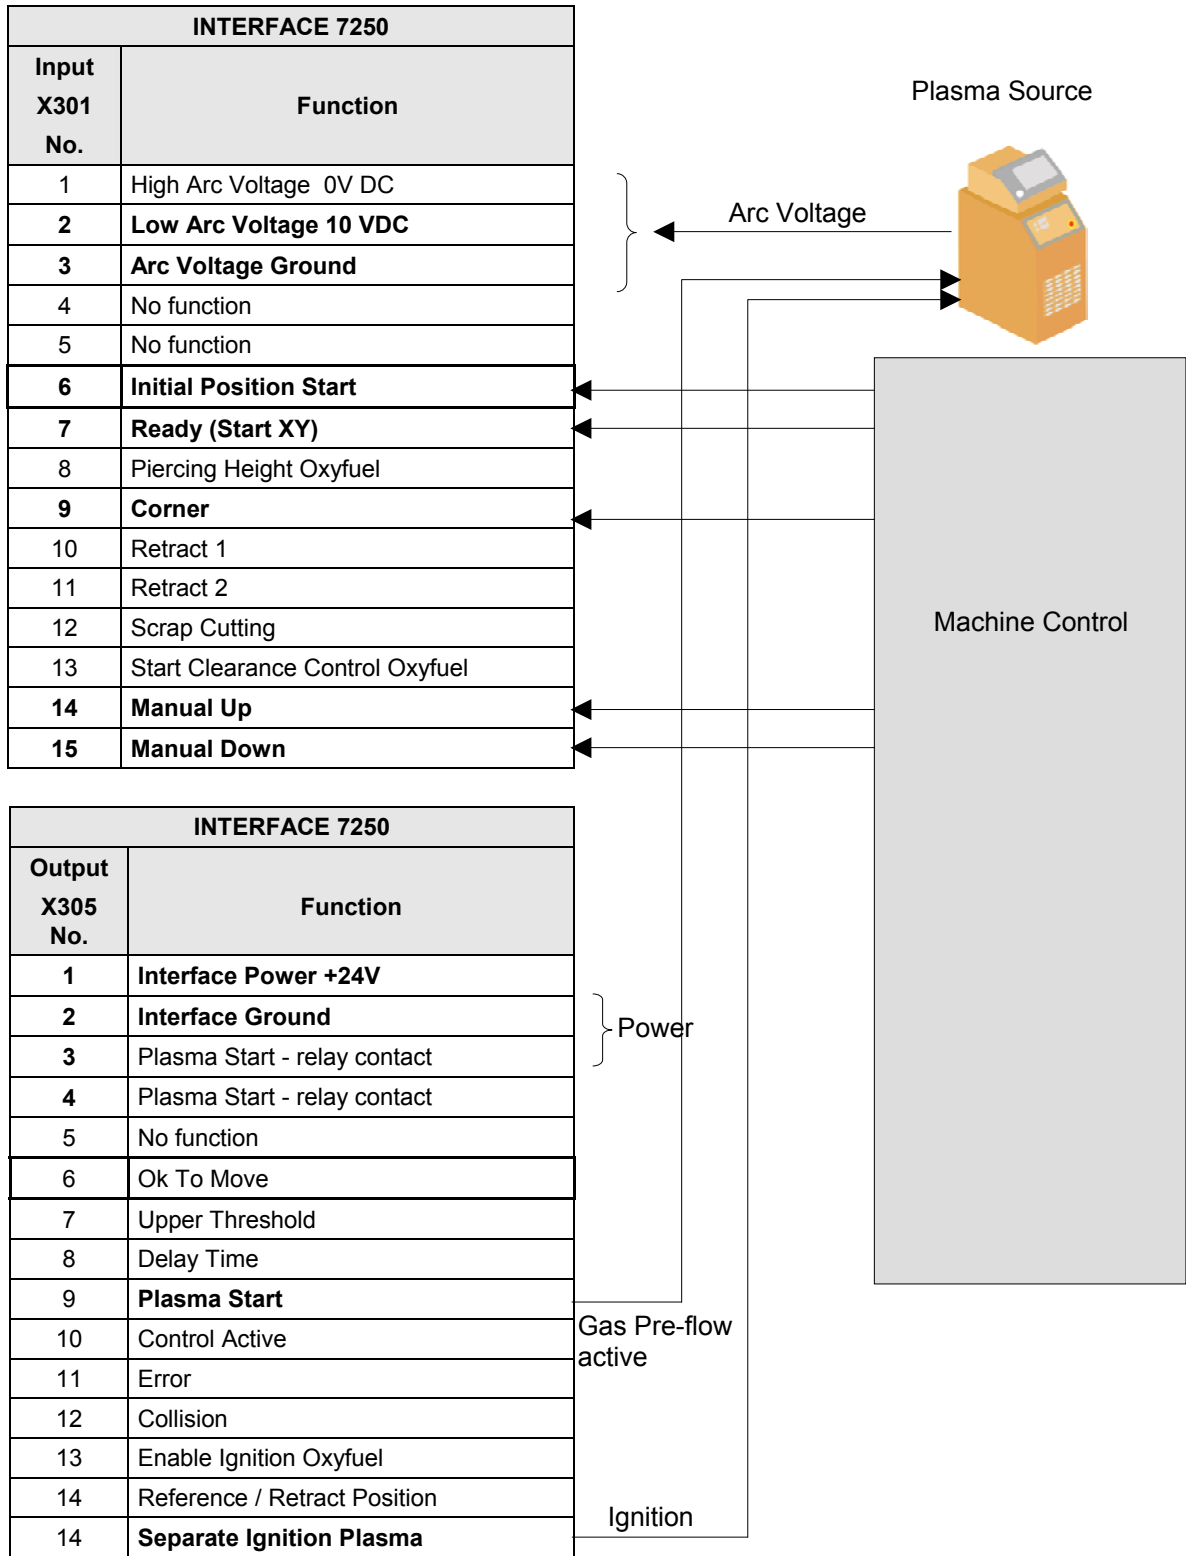 INTERFACE 7250
Input X301 No. Function
1 High Arc Voltage 0V DC
2 Low Arc Voltage 10 VDC
3 Arc Voltage Ground
4 No function
5 No function
6 Initial Position Start
7 Ready (Start XY)
8 Piercing Height Oxyfuel
9 Corner
10 Retract 1
11 Retract 2
12 Scrap Cutting
13 Start Clearance Control Oxyfuel
14 Manual Up
15 Manual Down
Plasma Source
Arc Voltage
Machine Control
INTERFACE 7250
Output X305 No. Function
1 Interface Power +24V
2 Interface Ground
3 Plasma Start - relay contact
4 Plasma Start - relay contact
5 No function
6 Ok To Move
7 Upper Threshold
8 Delay Time
9 Plasma Start
10 Control Active
11 Error
12 Collision
13 Enable Ignition Oxyfuel
14 Reference / Retract Position
14 Separate Ignition Plasma
Power
Gas Pre-flow
active
Ignition